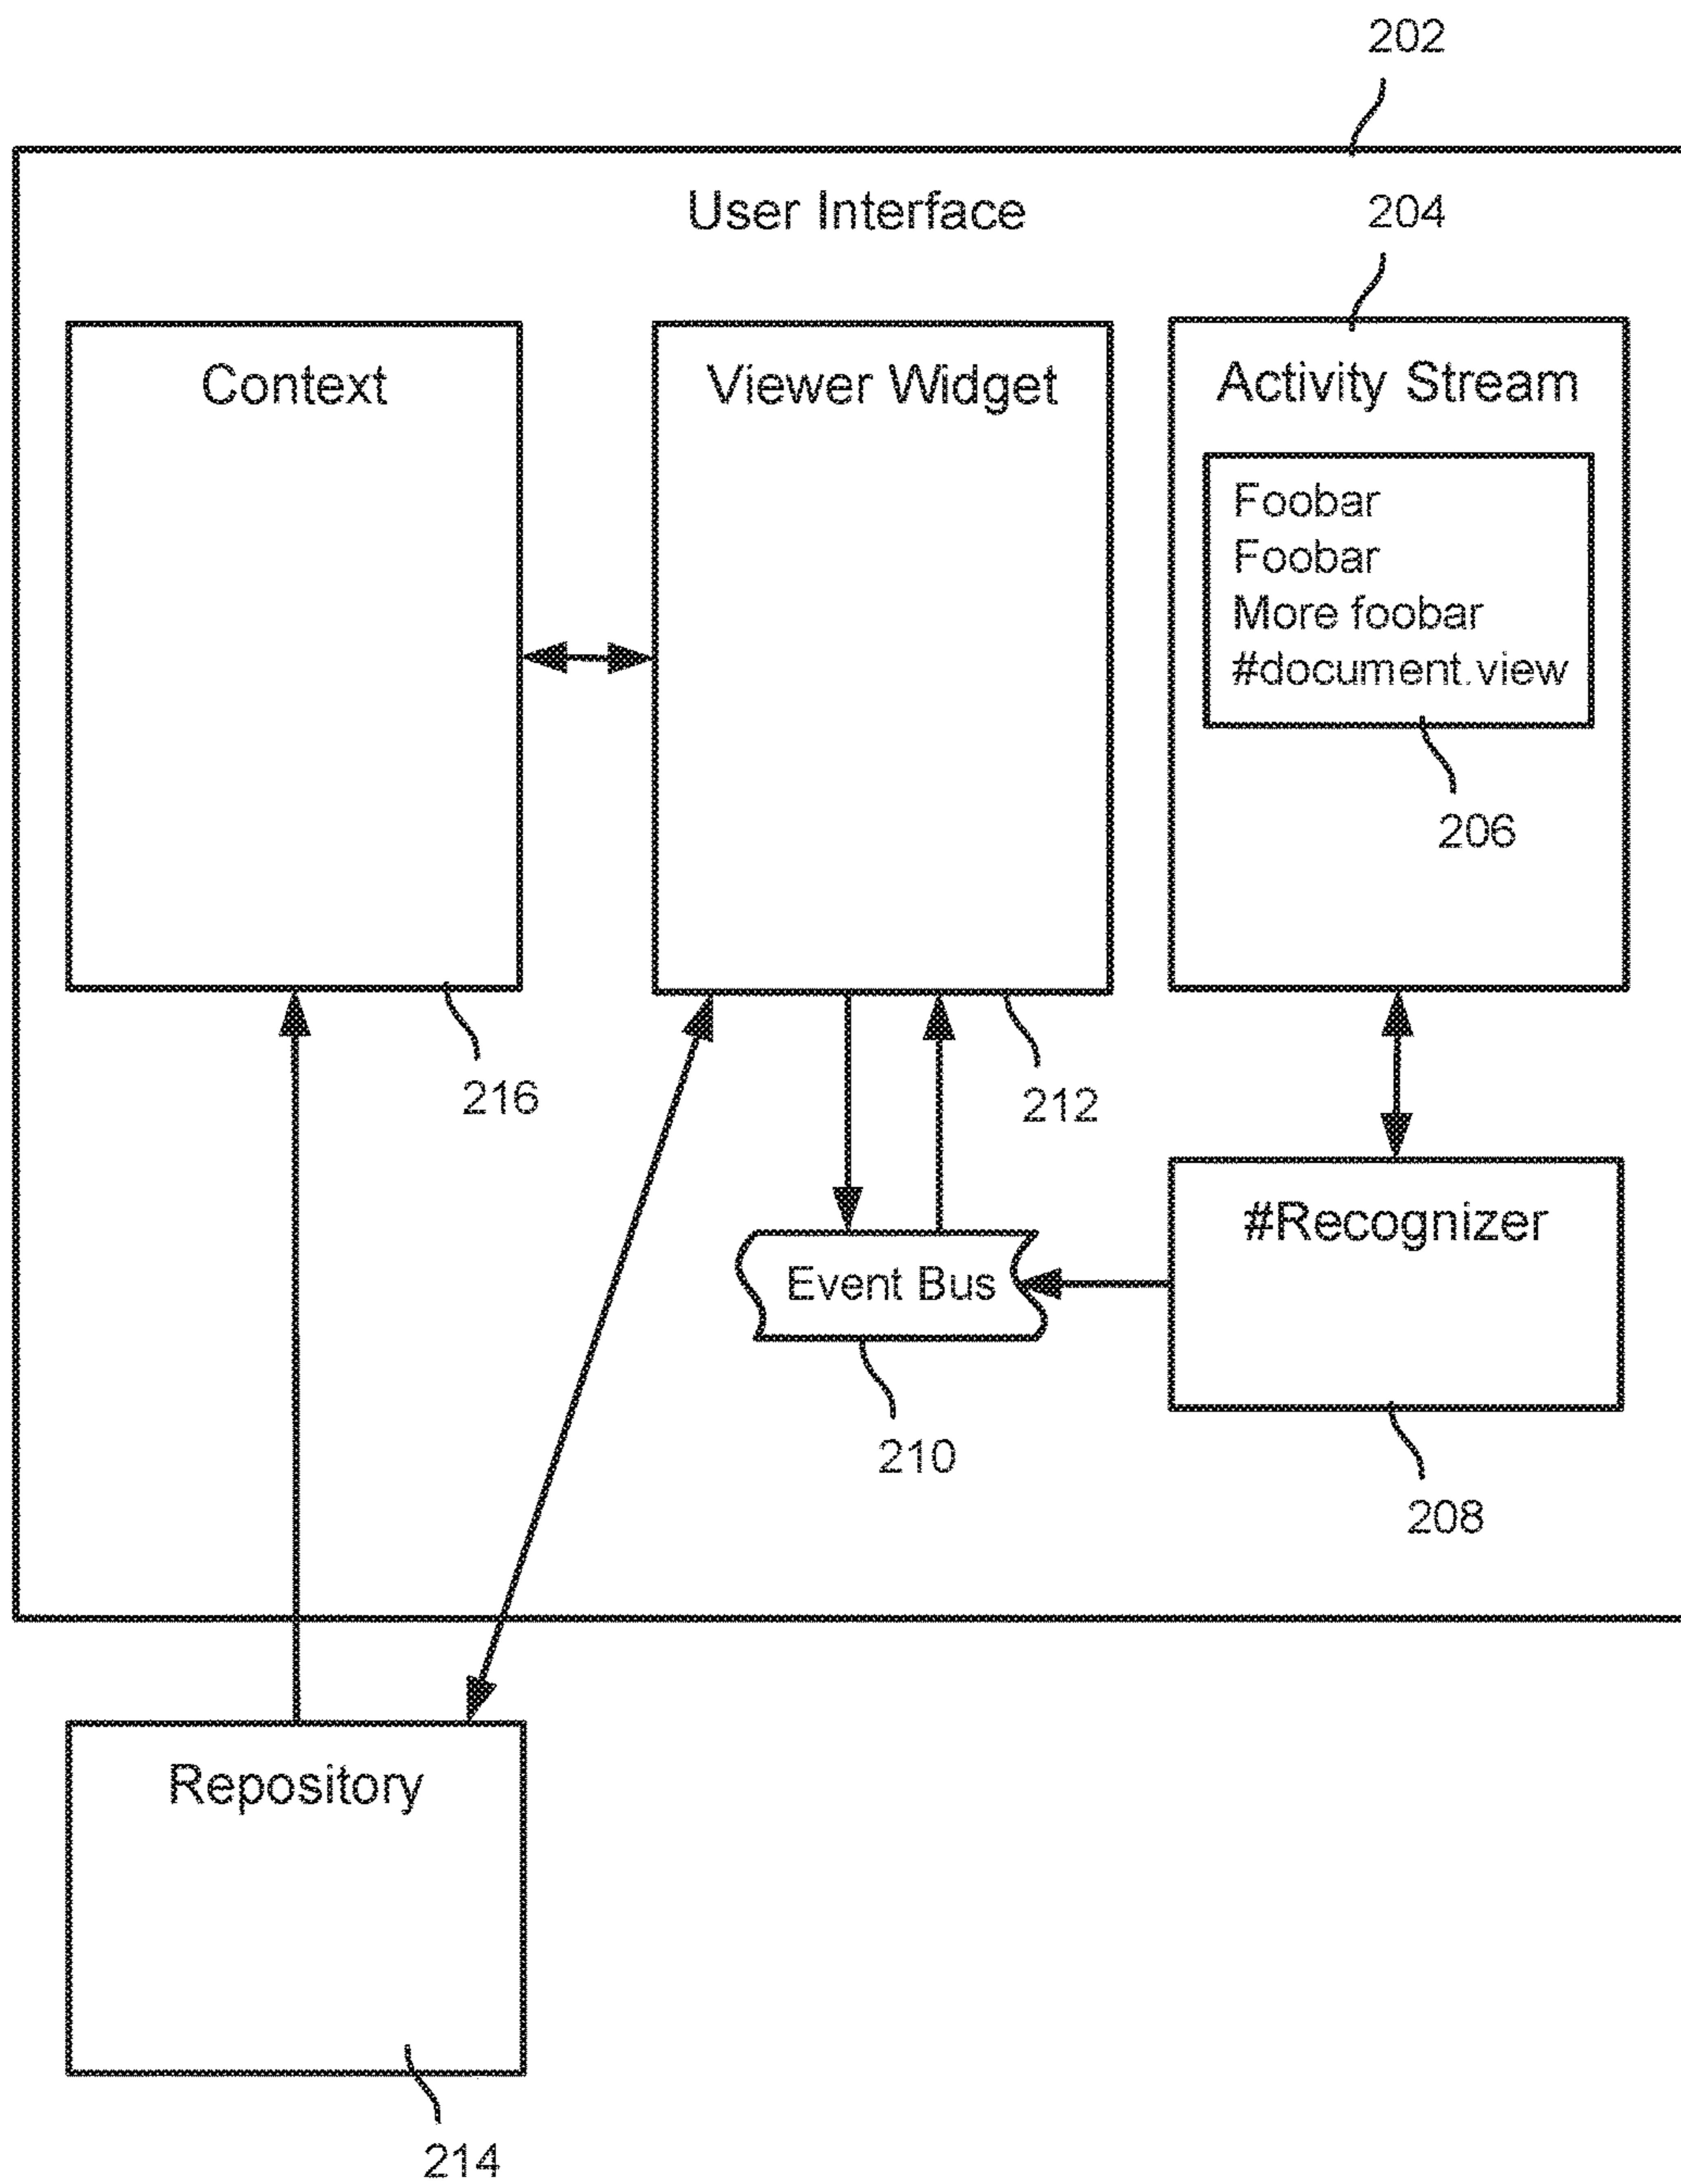 202
User Interface
204
Context
Viewer Widget
Activity Stream
Foobar
Foobar
More foobar
#document.view
206
216
212
#Recognizer
Event Bus
210
208
Repository
214